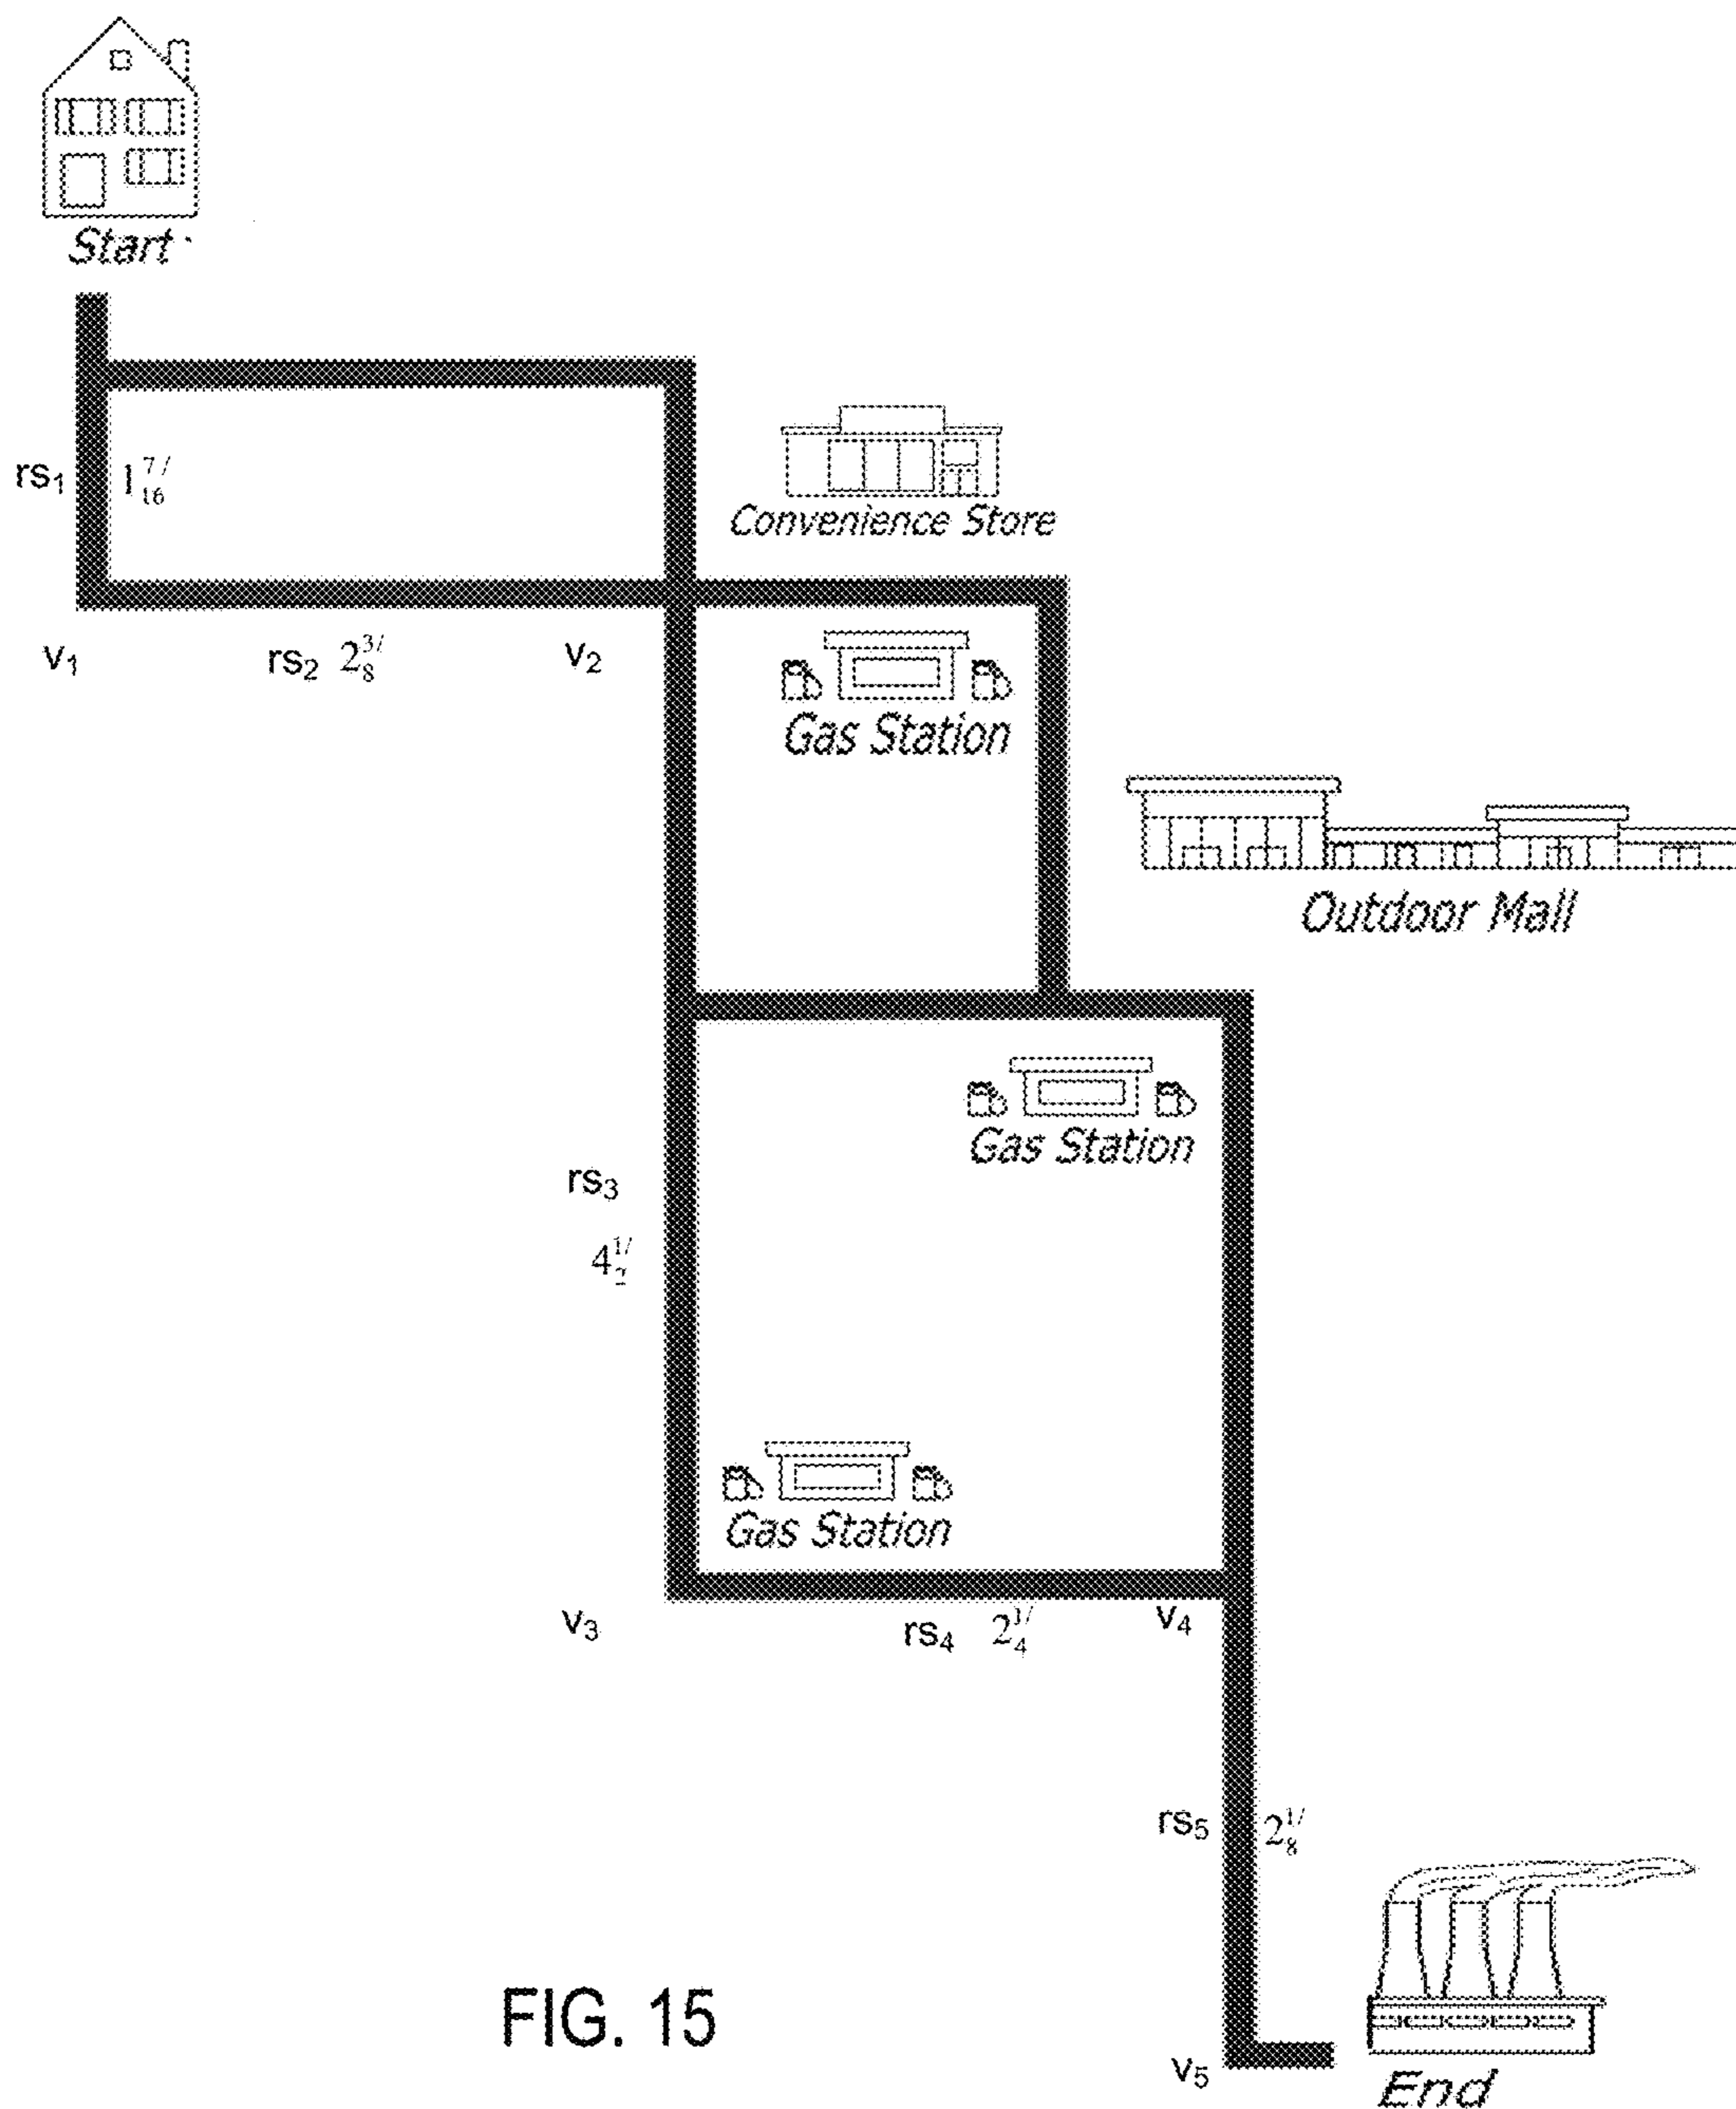 Start
rs₁ 1 7/16
Convenience Store
v₁ rs₂ 2 3/8 v₂
Gas Station
Outdoor Mall
Gas Station
rs₃
4 1/2
Gas Station
v₃ rs₄ 2 1/4 v₄
rs₅ 2 1/8
FIG. 15
v₅
End